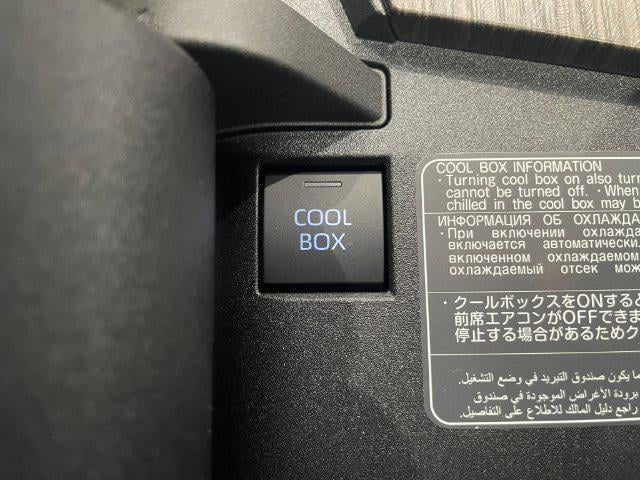 COOL
BOX
COOL BOX INFORMATION
· Turning cool box on also turn
cannot be turned off. · When
chilled in the cool box may b
ИНФОРМАЦИЯ ОБ ОХЛАЖДА
· При включении охлажда
включается автоматически.
включенном охлаждаемом
охлаждаемый отсек мож
・クールボックスをONすると
前席エアコンがOFFできま
停止する場合があるためク
ما يكون صندوق التبريد في وضع التشغيل.
برودة الأغراض الموجودة في صندوق
راجع دليل المالك للاطلاع على التفاصيل.